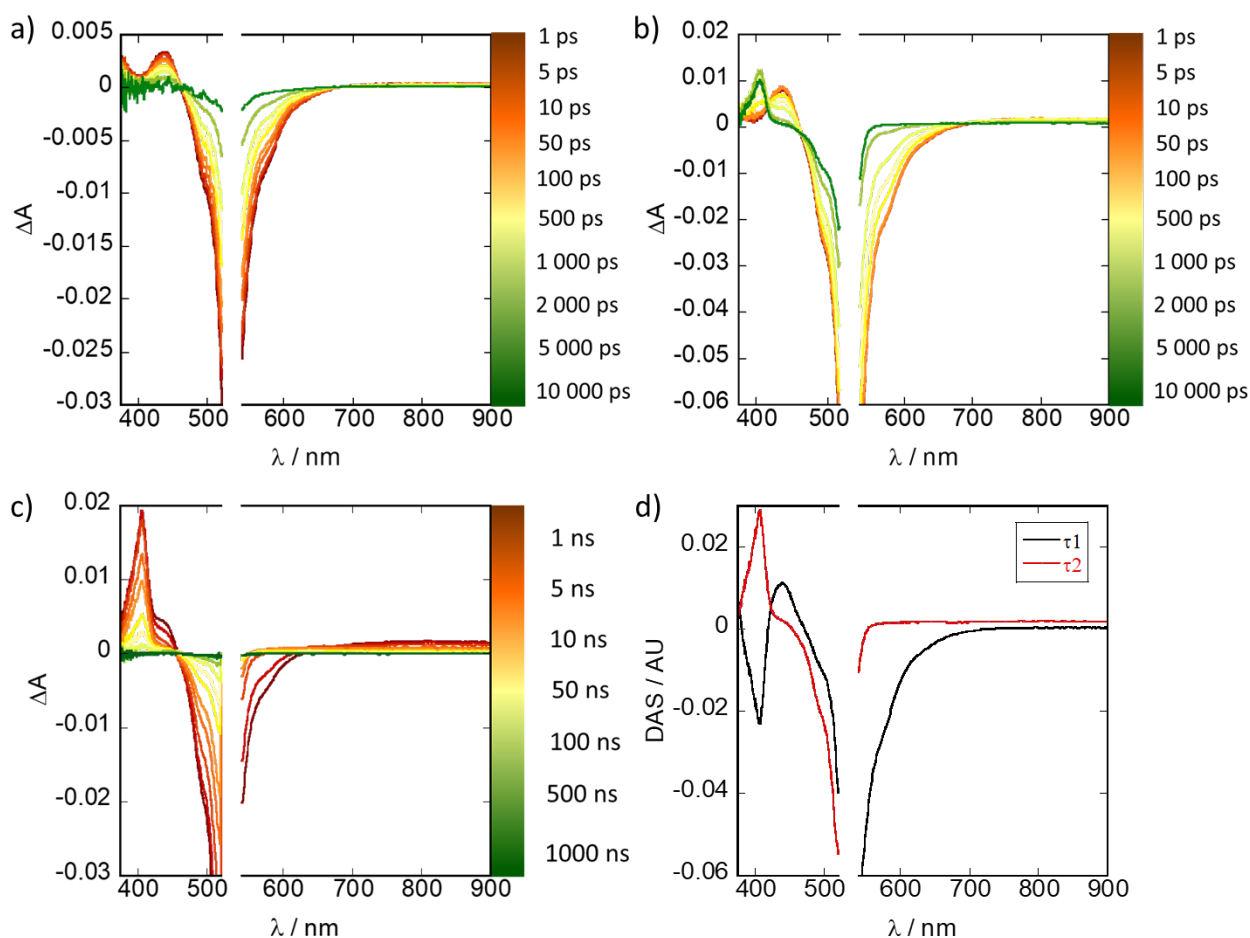 a)
0.005
0
-0.005
-0.01
-0.015
-0.02
-0.025
-0.03
ΔA
400 500 600 700 800 900
λ / nm
1 ps
5 ps
10 ps
50 ps
100 ps
500 ps
1 000 ps
2 000 ps
5 000 ps
10 000 ps
b)
0.02
0.01
0
-0.01
-0.02
-0.03
-0.04
-0.05
-0.06
ΔA
400 500 600 700 800 900
λ / nm
1 ps
5 ps
10 ps
50 ps
100 ps
500 ps
1 000 ps
2 000 ps
5 000 ps
10 000 ps
c)
0.02
0.01
0
-0.01
-0.02
-0.03
ΔA
400 500 600 700 800 900
λ / nm
1 ns
5 ns
10 ns
50 ns
100 ns
500 ns
1000 ns
d)
0.02
0
-0.02
-0.04
-0.06
DAS / AU
τ1
τ2
400 500 600 700 800 900
λ / nm